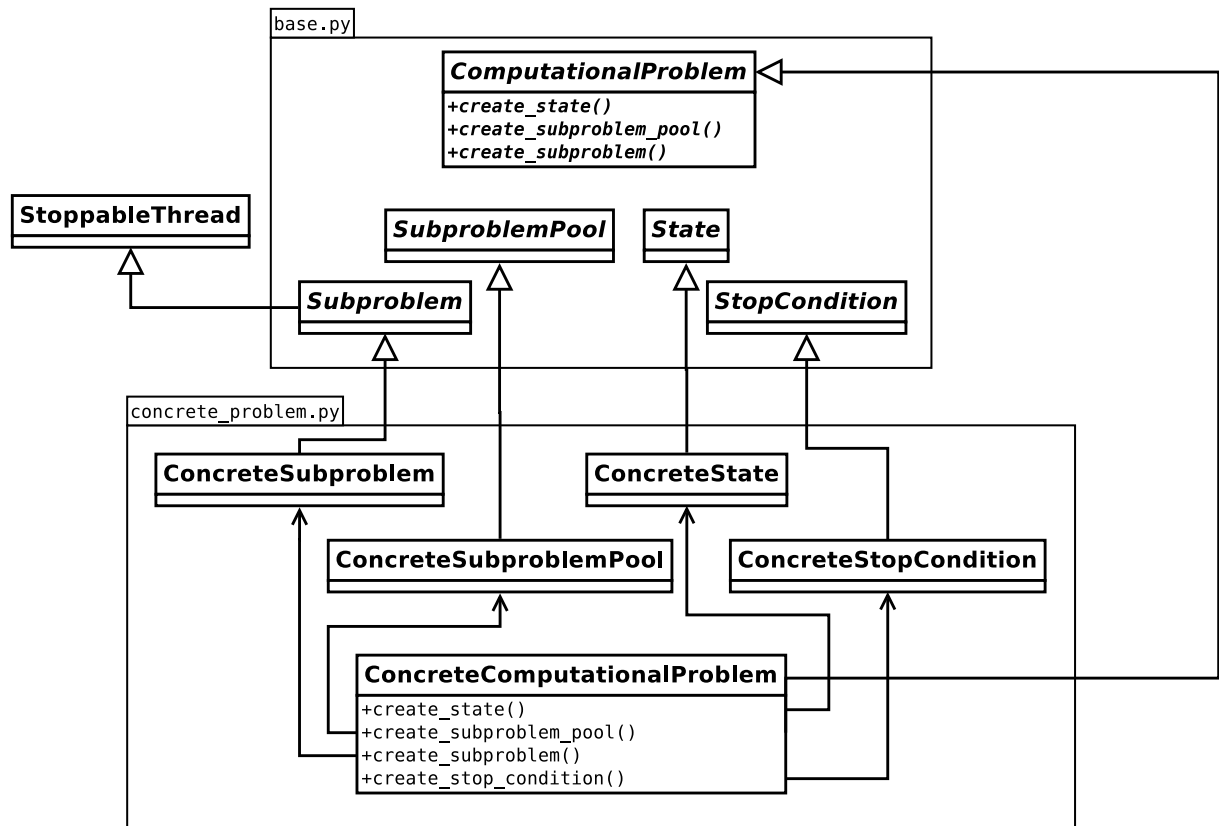 base.py
ComputationalProblem
+create_state()
+create_subproblem_pool()
+create_subproblem()
StoppableThread
SubproblemPool
State
Subproblem
StopCondition
concrete_problem.py
ConcreteSubproblem
ConcreteState
ConcreteSubproblemPool
ConcreteStopCondition
ConcreteComputationalProblem
+create_state()
+create_subproblem_pool()
+create_subproblem()
+create_stop_condition()